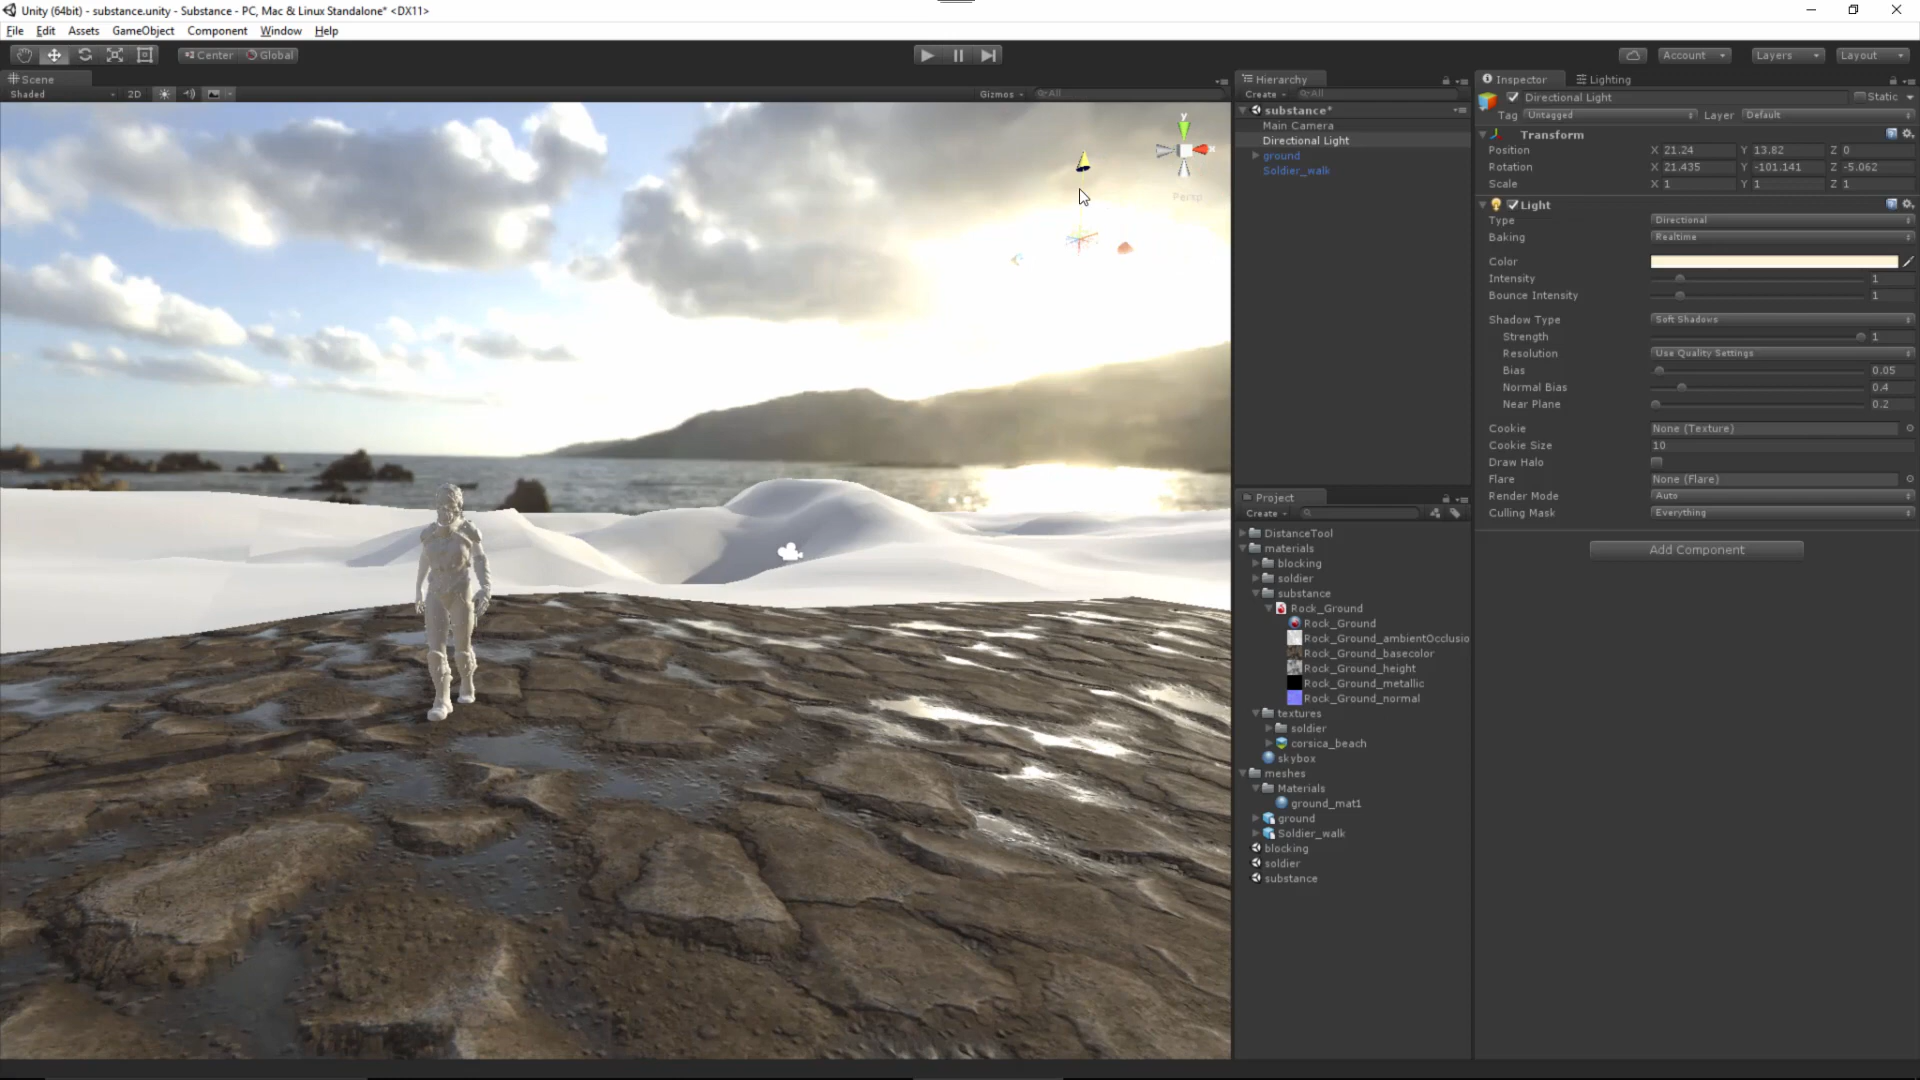 Unity (64bit) - substance.unity - Substance - PC, Mac & Linux Standalone* <DX11>
File Edit Assets GameObject Component Window Help
Center Global Account Layers Layout
Scene
Shaded 2D Gizmos All
y
x
Persp
Hierarchy
Create All
substance*
Main Camera
Directional Light
ground
Soldier_walk
Project
Create
DistanceTool
materials
blocking
soldier
substance
Rock_Ground
Rock_Ground
Rock_Ground_ambientOcclusio
Rock_Ground_basecolor
Rock_Ground_height
Rock_Ground_metallic
Rock_Ground_normal
textures
soldier
corsica_beach
skybox
meshes
Materials
ground_mat1
ground
Soldier_walk
blocking
soldier
substance
Inspector Lighting
Directional Light Static
Tag Untagged Layer Default
Transform
Position X 21.24 Y 13.82 Z 0
Rotation X 21.435 Y -101.141 Z -5.062
Scale X 1 Y 1 Z 1
Light
Type Directional
Baking Realtime
Color
Intensity 1
Bounce Intensity 1
Shadow Type Soft Shadows
Strength 1
Resolution Use Quality Settings
Bias 0.05
Normal Bias 0.4
Near Plane 0.2
Cookie None (Texture)
Cookie Size 10
Draw Halo
Flare None (Flare)
Render Mode Auto
Culling Mask Everything
Add Component